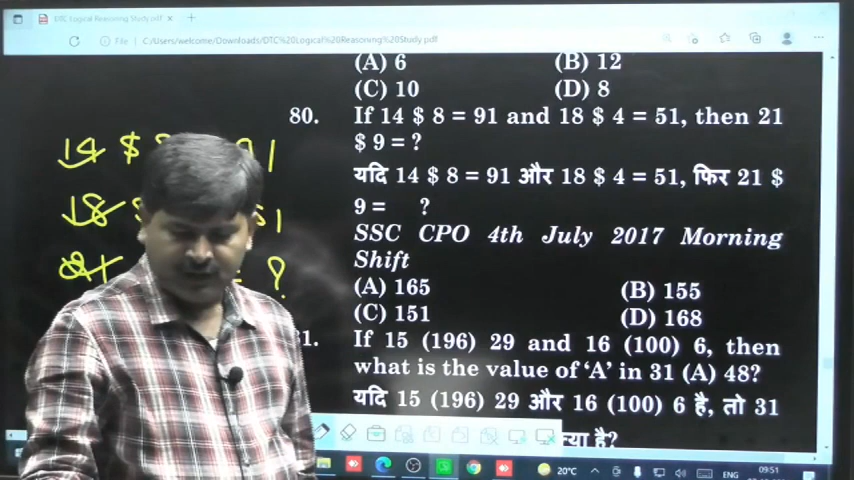 DTC Logical Reasoning Study.pdf
File | C:/Users/welcome/Downloads/DTC%20Logical%20Reasoning%20Study.pdf
(A) 6 (B) 12
(C) 10 (D) 8
80. If 14 $ 8 = 91 and 18 $ 4 = 51, then 21
$ 9 = ?
यदि 14 $ 8 = 91 और 18 $ 4 = 51, फिर 21 $
9 = ?
SSC CPO 4th July 2017 Morning
Shift
(A) 165 (B) 155
(C) 151 (D) 168
If 15 (196) 29 and 16 (100) 6, then
what is the value of 'A' in 31 (A) 48?
यदि 15 (196) 29 और 16 (100) 6 है, तो 31
क्या है?
14 $
18
21 = ?
20°C ENG 09:51